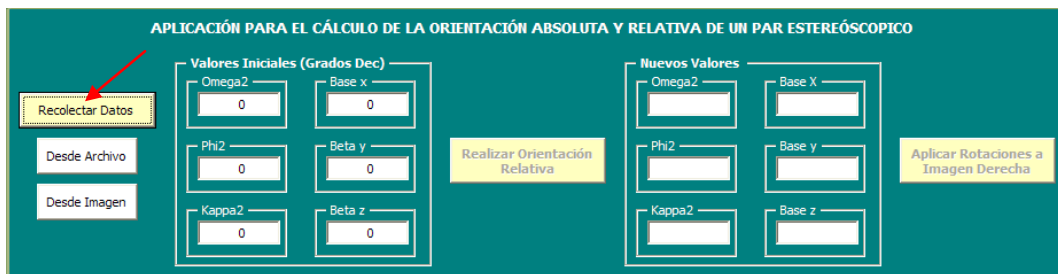 APLICACIÓN PARA EL CÁLCULO DE LA ORIENTACIÓN ABSOLUTA Y RELATIVA DE UN PAR ESTEREÓSCOPICO
Recolectar Datos
Desde Archivo
Desde Imagen
Valores Iniciales (Grados Dec)
Omega2
Base x
0
0
Phi2
Beta y
0
0
Kappa2
Beta z
0
0
Realizar Orientación
Relativa
Nuevos Valores
Omega2
Base X
Phi2
Base y
Kappa2
Base z
Aplicar Rotaciones a
Imagen Derecha